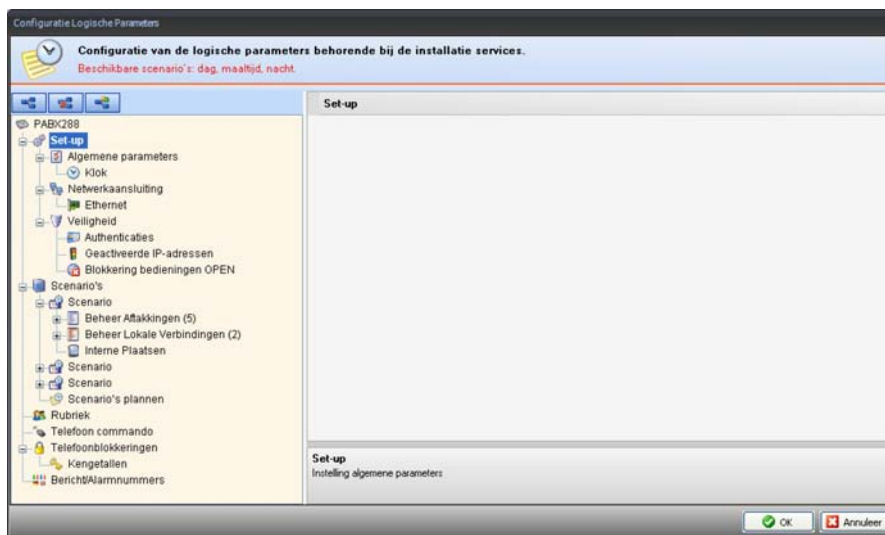 Configuratie Logische Parameters
Configuratie van de logische parameters behorende bij de installatie services.
Beschikbare scenario's: dag, maaltijd, nacht.
Set-up
PABX288
Set-up
Algemene parameters
Klok
Netwerkaansluiting
Ethernet
Veiligheid
Authenticaties
Geactiveerde IP-adressen
Blokkering bedieningen OPEN
Scenario's
Scenario
Beheer Aftakkingen (5)
Beheer Lokale Verbindingen (2)
Interne Plaatsen
Scenario
Scenario
Scenario's plannen
Rubriek
Telefoon commando
Telefoonblokkeringen
Kengetallen
Bericht/Alarmnummers
Set-up
Instelling algemene parameters
OK
Annuleer